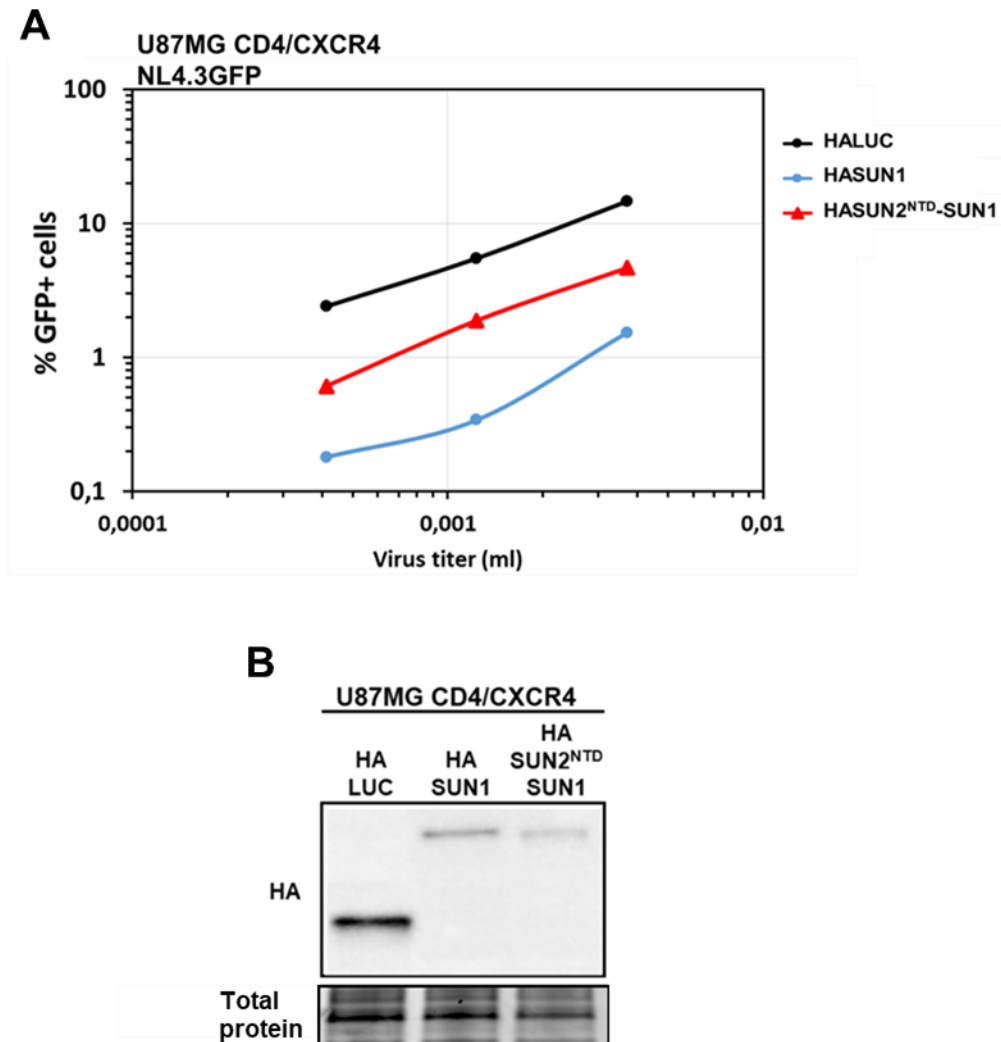 A
U87MG CD4/CXCR4
NL4.3GFP
100
10
1
0,1
% GFP+ cells
0,0001
0,001
0,01
Virus titer (ml)
HALUC
HASUN1
HASUN2NTD-SUN1
B
U87MG CD4/CXCR4
HA
LUC
HA
SUN1
HA
SUN2NTD
SUN1
HA
Total
protein